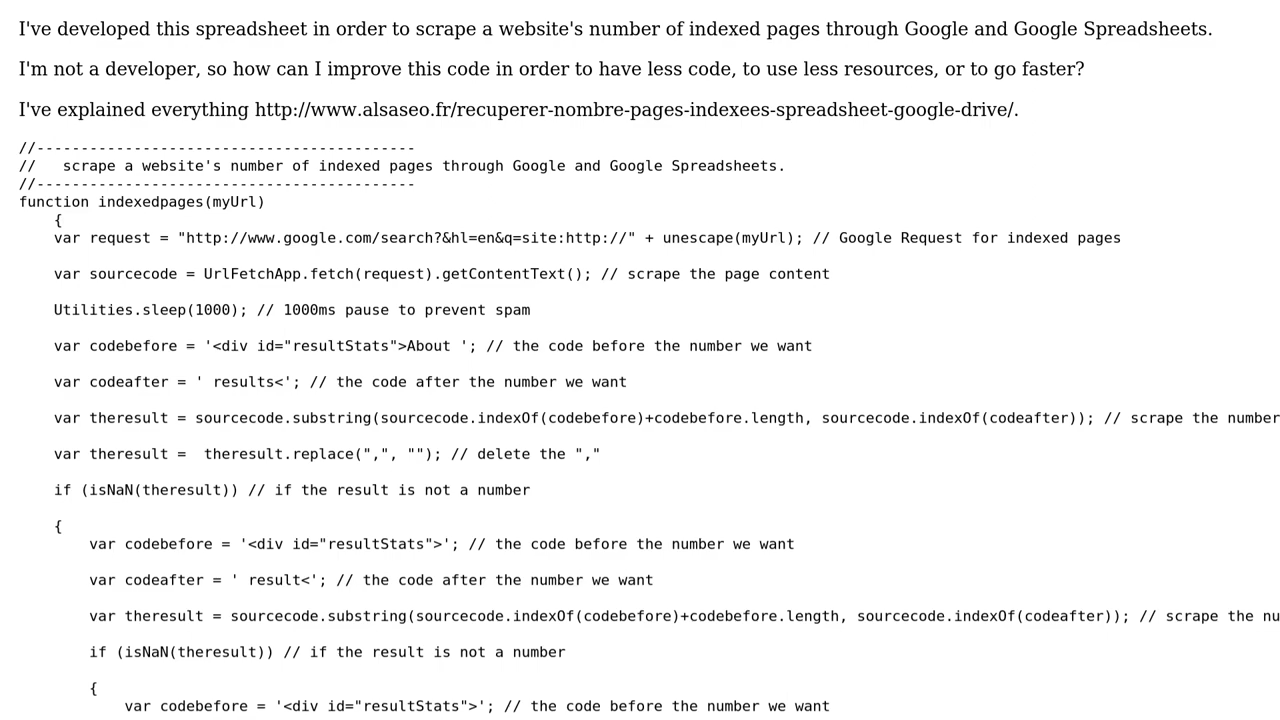 I've developed this spreadsheet in order to scrape a website's number of indexed pages through Google and Google Spreadsheets.
I'm not a developer, so how can I improve this code in order to have less code, to use less resources, or to go faster?
I've explained everything http://www.alsaseo.fr/recuperer-nombre-pages-indexees-spreadsheet-google-drive/.
//-------------------------------------------
//   scrape a website's number of indexed pages through Google and Google Spreadsheets.
//-------------------------------------------
function indexedpages(myUrl)
    {
    var request = "http://www.google.com/search?&hl=en&q=site:http://" + unescape(myUrl); // Google Request for indexed pages
    var sourcecode = UrlFetchApp.fetch(request).getContentText(); // scrape the page content
    Utilities.sleep(1000); // 1000ms pause to prevent spam
    var codebefore = '<div id="resultStats">About '; // the code before the number we want
    var codeafter = ' results<'; // the code after the number we want
    var theresult = sourcecode.substring(sourcecode.indexOf(codebefore)+codebefore.length, sourcecode.indexOf(codeafter)); // scrape the number
    var theresult =  theresult.replace(",", ""); // delete the ","
    if (isNaN(theresult)) // if the result is not a number
    {
        var codebefore = '<div id="resultStats">'; // the code before the number we want
        var codeafter = ' result<'; // the code after the number we want
        var theresult = sourcecode.substring(sourcecode.indexOf(codebefore)+codebefore.length, sourcecode.indexOf(codeafter)); // scrape the nu
        if (isNaN(theresult)) // if the result is not a number
        {
            var codebefore = '<div id="resultStats">'; // the code before the number we want